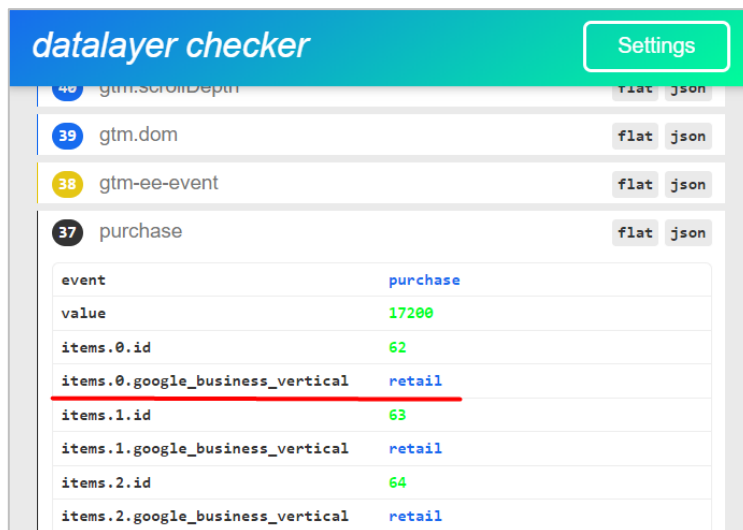 datalayer checker
Settings
40 gtm.scrollDepth flat json
39 gtm.dom flat json
38 gtm-ee-event flat json
37 purchase flat json
event purchase
value 17200
items.0.id 62
items.0.google_business_vertical retail
items.1.id 63
items.1.google_business_vertical retail
items.2.id 64
items.2.google_business_vertical retail